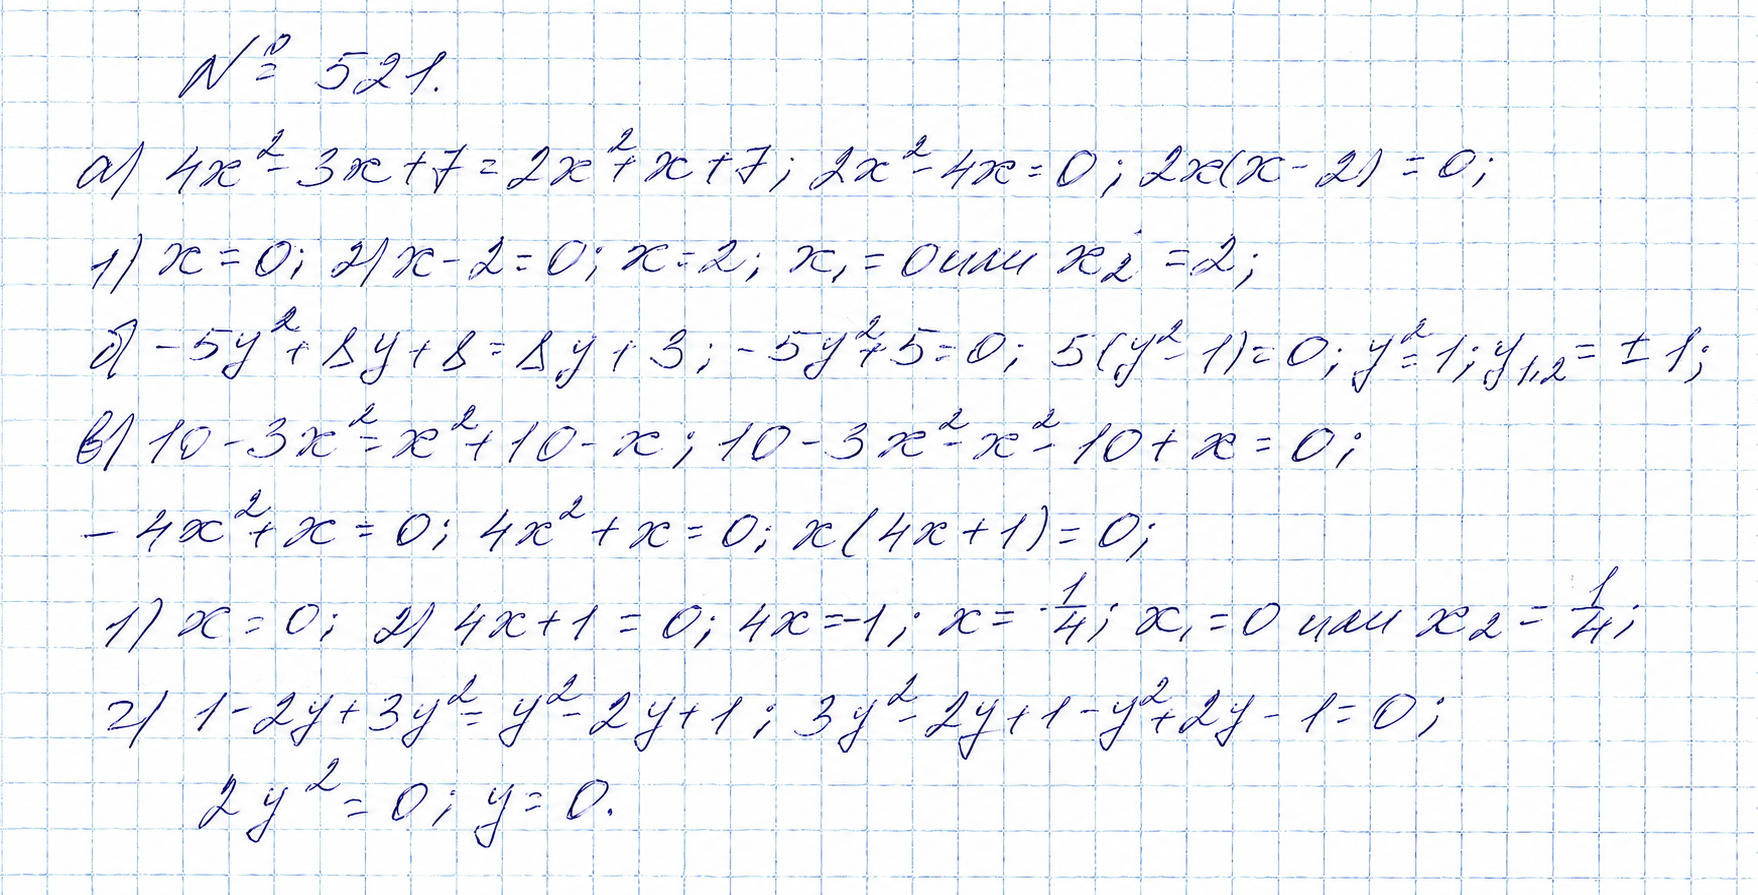 № 521.
а) 4x² - 3x + 7 = 2x² + x + 7; 2x² - 4x = 0; 2x(x - 2) = 0;
1) x = 0; 2) x - 2 = 0; x = 2; x₁ = 0 или x₂ = 2;
б) -5y² + 8y + 8 = 8y + 3; -5y² + 5 = 0; 5(y² - 1) = 0; y² = 1; y₁,₂ = ± 1;
в) 10 - 3x² = x² + 10 - x; 10 - 3x² - x² - 10 + x = 0;
- 4x² + x = 0; 4x² + x = 0; x(4x + 1) = 0;
1) x = 0; 2) 4x + 1 = 0; 4x = -1; x = -1/4; x₁ = 0 или x₂ = 1/4;
г) 1 - 2y + 3y² = y² - 2y + 1; 3y² - 2y + 1 - y² + 2y - 1 = 0;
2y² = 0; y = 0.